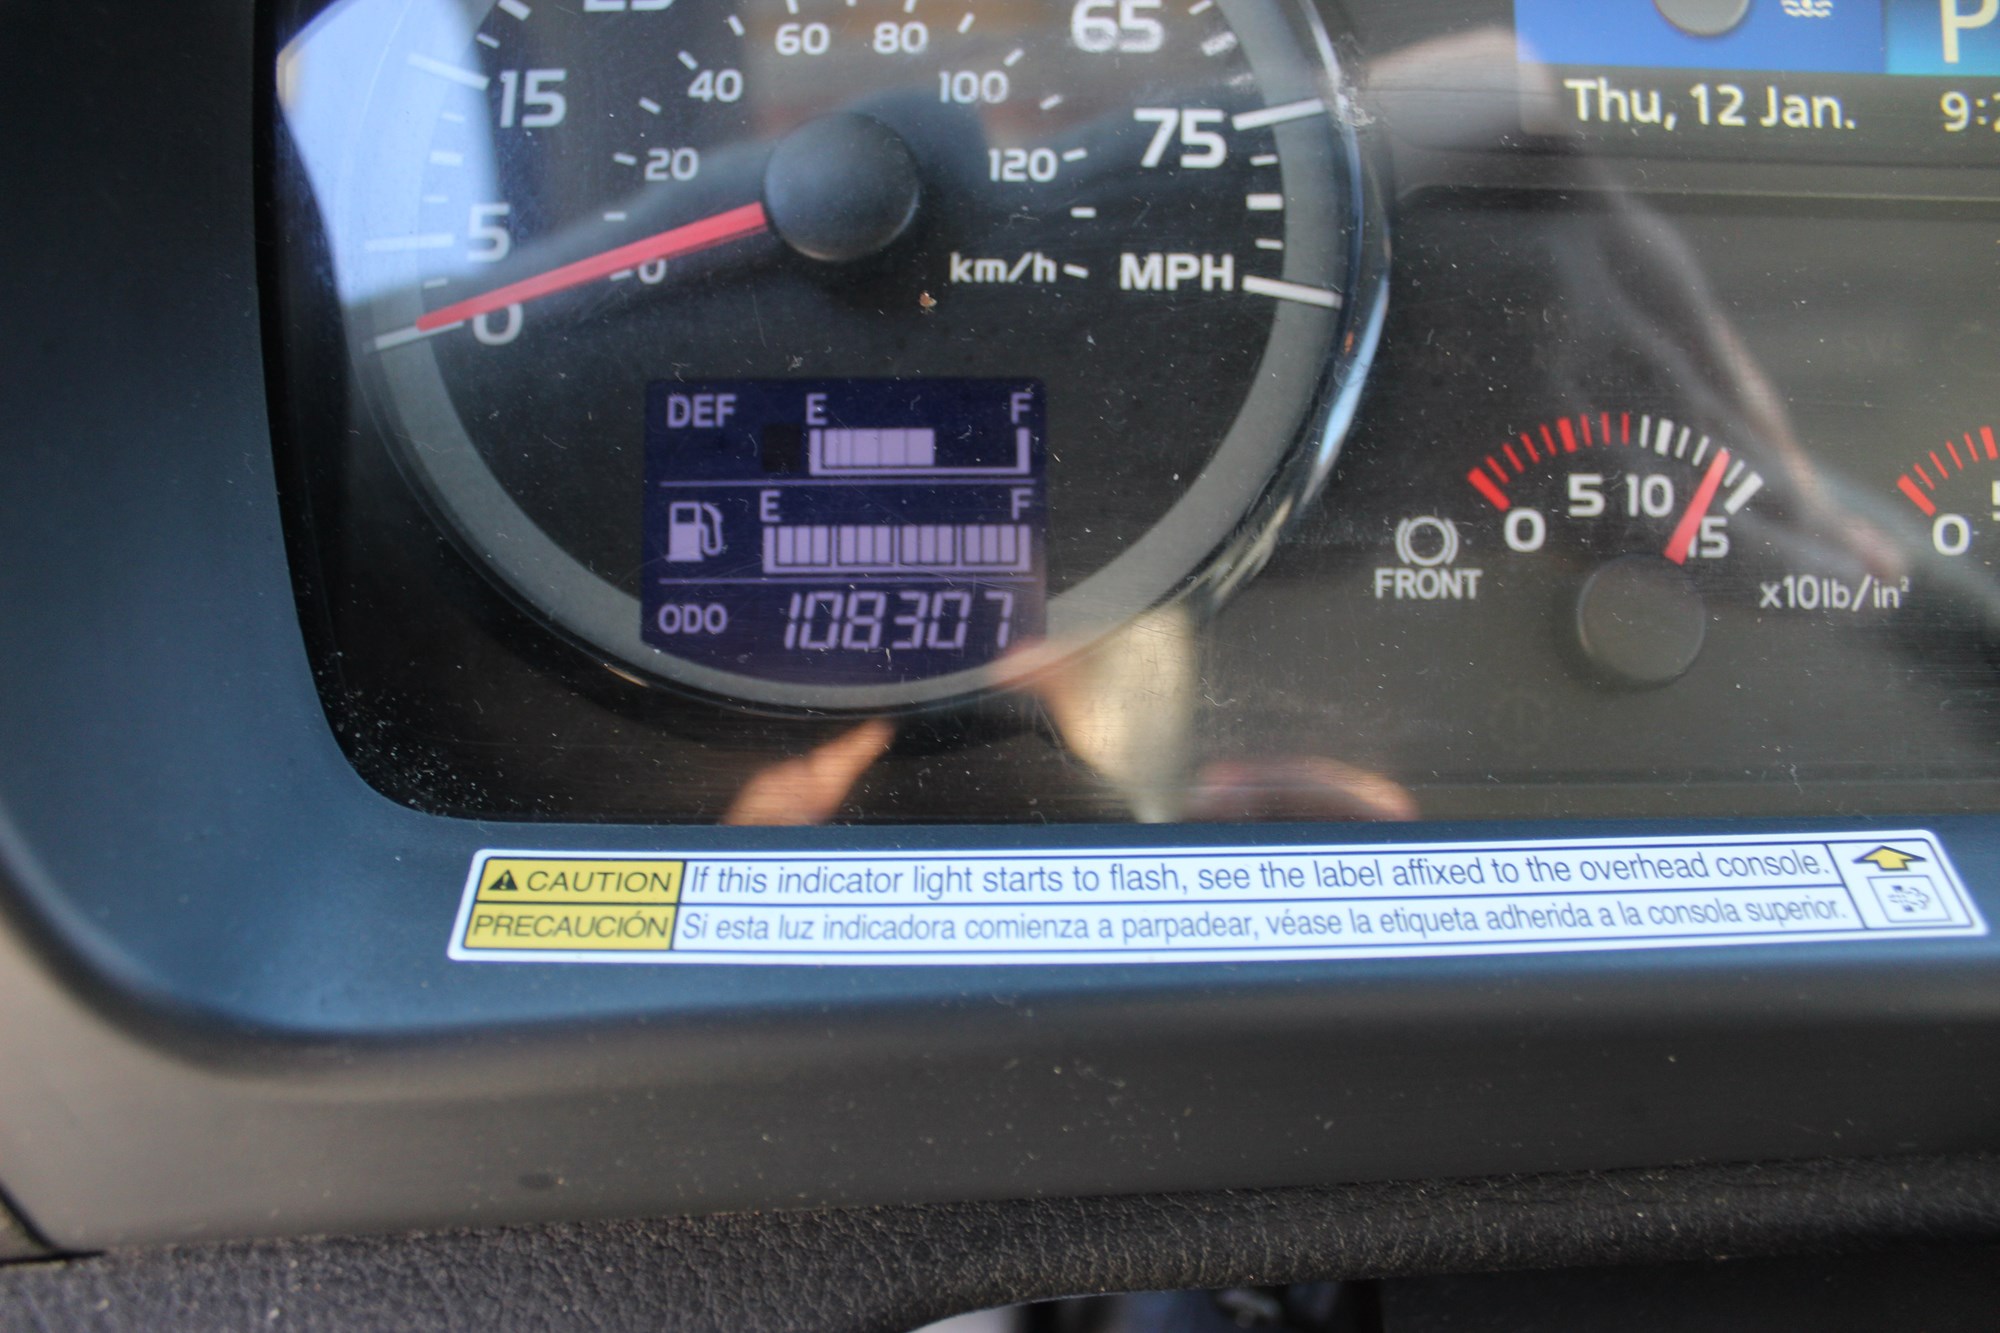 25
60 80
65
15
40
100
Thu, 12 Jan.
75
20
120
5
0
km/h
MPH
0
DEF E F
E F
ODO 108307
0 5 10 15
FRONT
x10lb/in²
0
CAUTION If this indicator light starts to flash, see the label affixed to the overhead console.
PRECAUCIÓN Si esta luz indicadora comienza a parpadear, véase la etiqueta adherida a la consola superior.